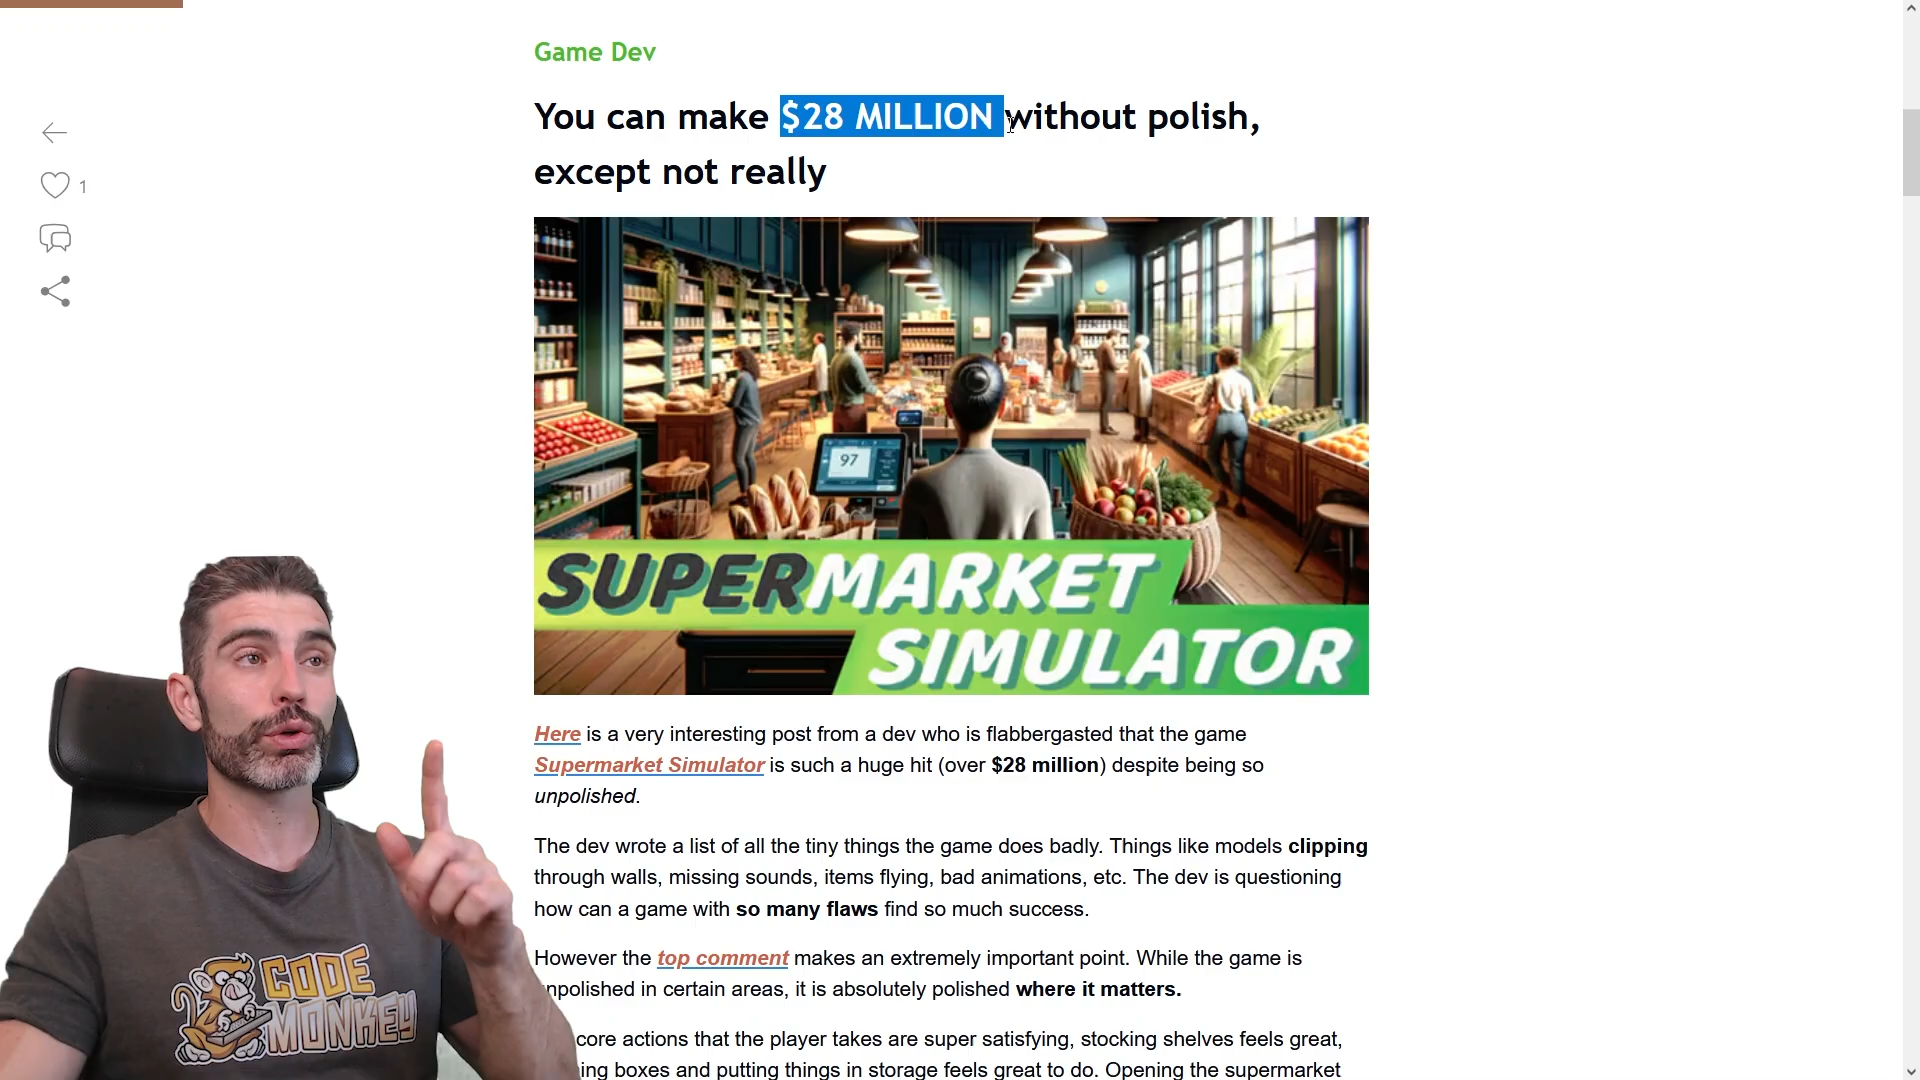 Game Dev
You can make $28 MILLION without polish,
except not really
1
97
SUPERMARKET
SIMULATOR
Here is a very interesting post from a dev who is flabbergasted that the game
Supermarket Simulator is such a huge hit (over $28 million) despite being so
unpolished.
The dev wrote a list of all the tiny things the game does badly. Things like models clipping
through walls, missing sounds, items flying, bad animations, etc. The dev is questioning
how can a game with so many flaws find so much success.
However the top comment makes an extremely important point. While the game is
unpolished in certain areas, it is absolutely polished where it matters.
core actions that the player takes are super satisfying, stocking shelves feels great,
ing boxes and putting things in storage feels great to do. Opening the supermarket
CODE
MONKEY